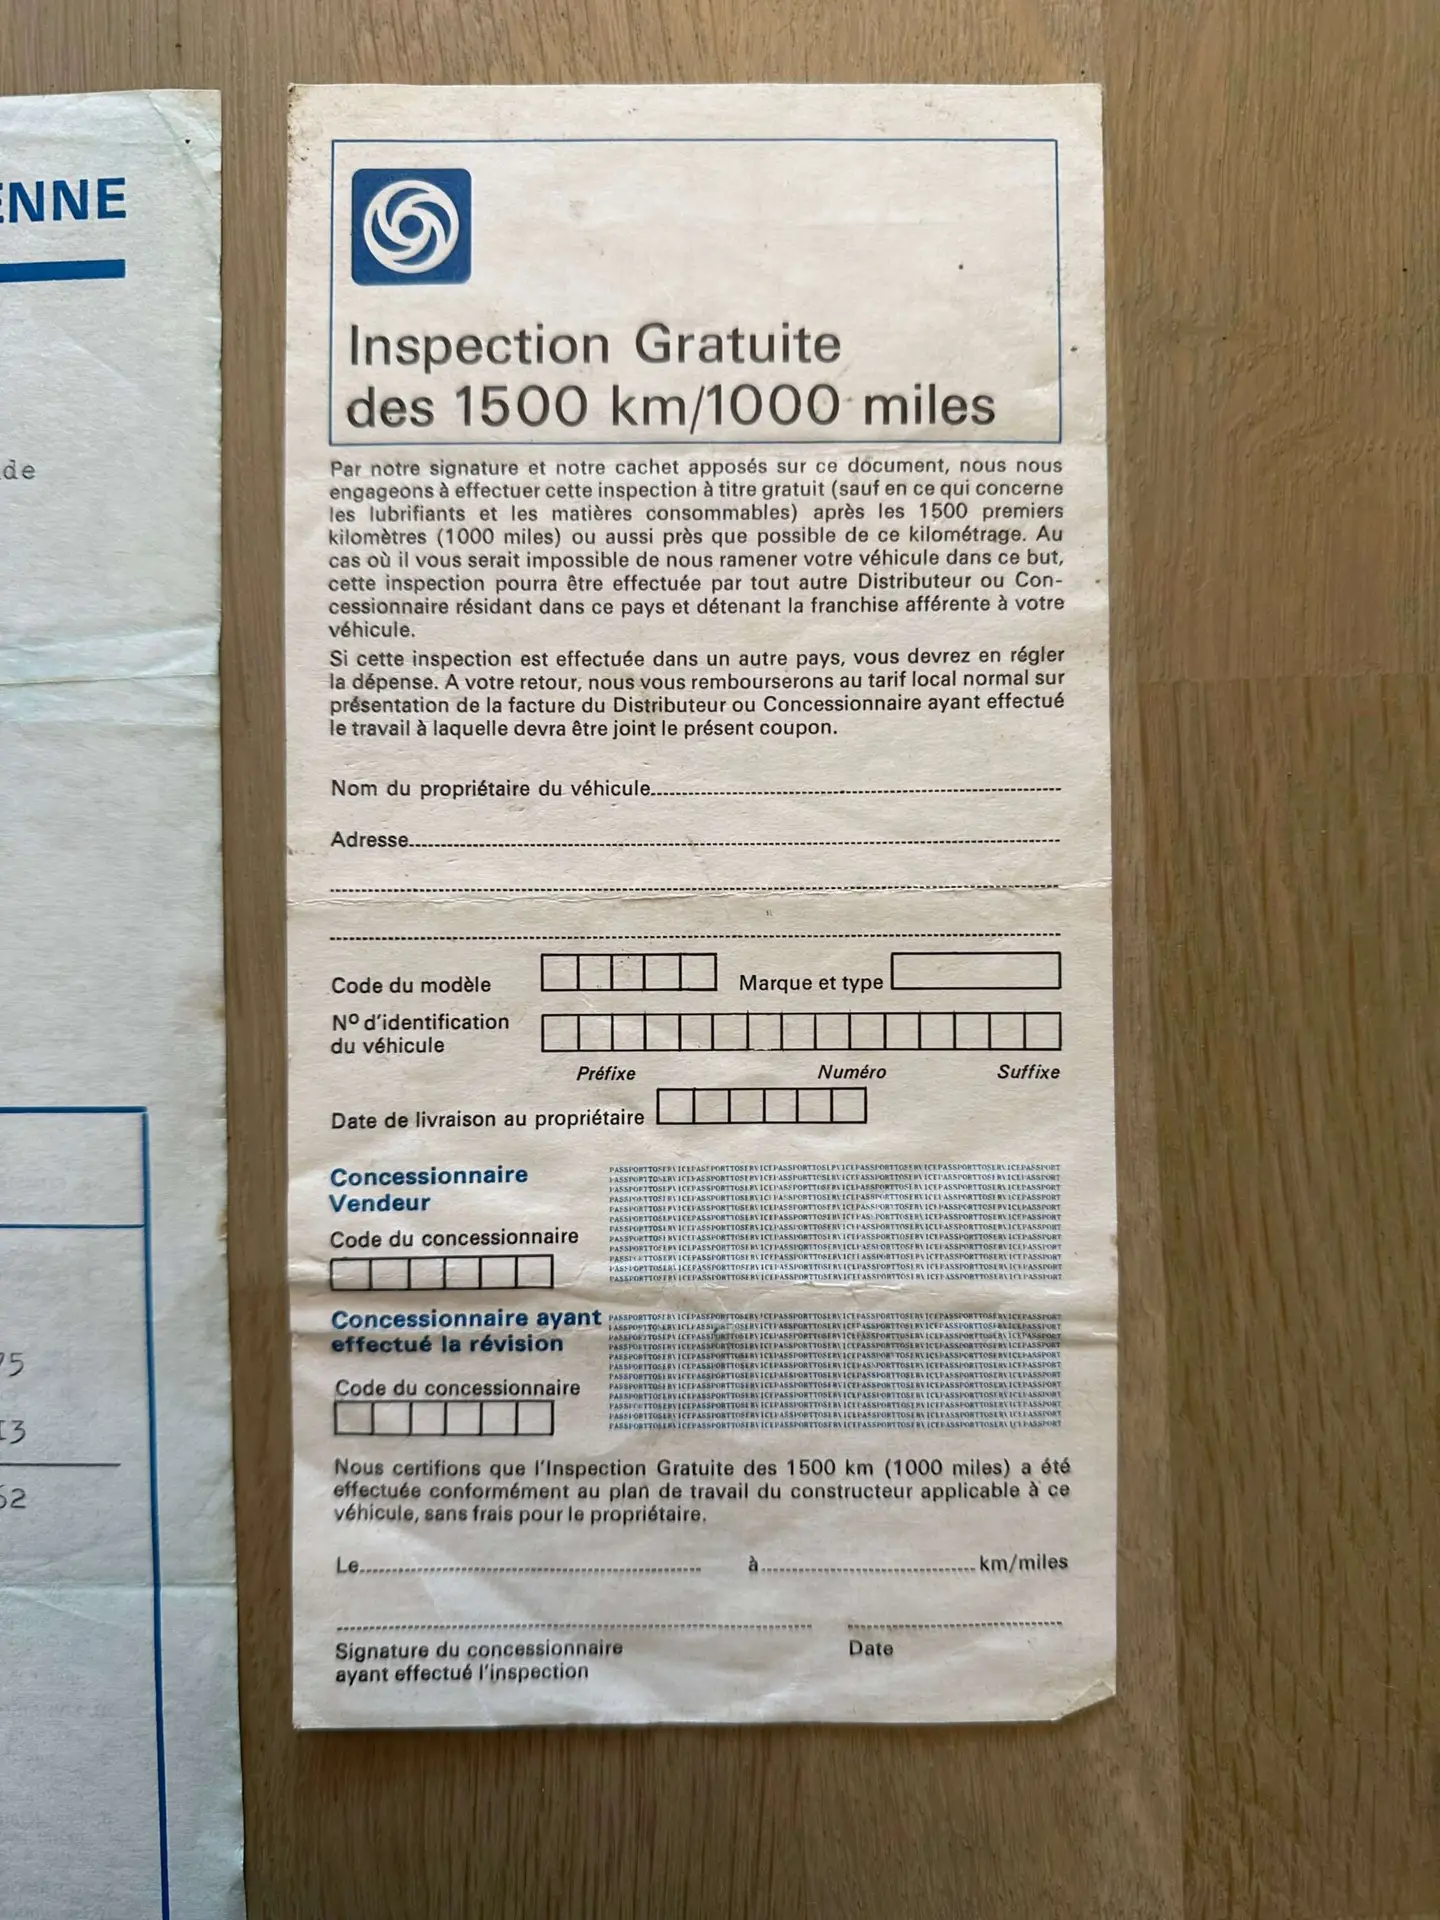 ENNE
de
75
13
62
Inspection Gratuite
des 1500 km/1000 miles
Par notre signature et notre cachet apposés sur ce document, nous nous
engageons à effectuer cette inspection à titre gratuit (sauf en ce qui concerne
les lubrifiants et les matières consommables) après les 1500 premiers
kilomètres (1000 miles) ou aussi près que possible de ce kilométrage. Au
cas où il vous serait impossible de nous ramener votre véhicule dans ce but,
cette inspection pourra être effectuée par tout autre Distributeur ou Con-
cessionnaire résidant dans ce pays et détenant la franchise afférente à votre
véhicule.
Si cette inspection est effectuée dans un autre pays, vous devrez en régler
la dépense. A votre retour, nous vous rembourserons au tarif local normal sur
présentation de la facture du Distributeur ou Concessionnaire ayant effectué
le travail à laquelle devra être joint le présent coupon.
Nom du propriétaire du véhicule
Adresse
Code du modèle Marque et type
Nº d'identification
du véhicule
Préfixe Numéro Suffixe
Date de livraison au propriétaire
Concessionnaire
Vendeur
Code du concessionnaire
PASSPORTTOSERVICEPASSPORTTOSERVICEPASSPORTTOSERVICEPASSPORTTOSERVICEPASSPORTTOSERVICEPASSPORT
Concessionnaire ayant
effectué la révision
Code du concessionnaire
PASSPORTTOSERVICEPASSPORTTOSERVICEPASSPORTTOSERVICEPASSPORTTOSERVICEPASSPORTTOSERVICEPASSPORT
Nous certifions que l'Inspection Gratuite des 1500 km (1000 miles) a été
effectuée conformément au plan de travail du constructeur applicable à ce
véhicule, sans frais pour le propriétaire.
Le à km/miles
Signature du concessionnaire
ayant effectué l'inspection
Date